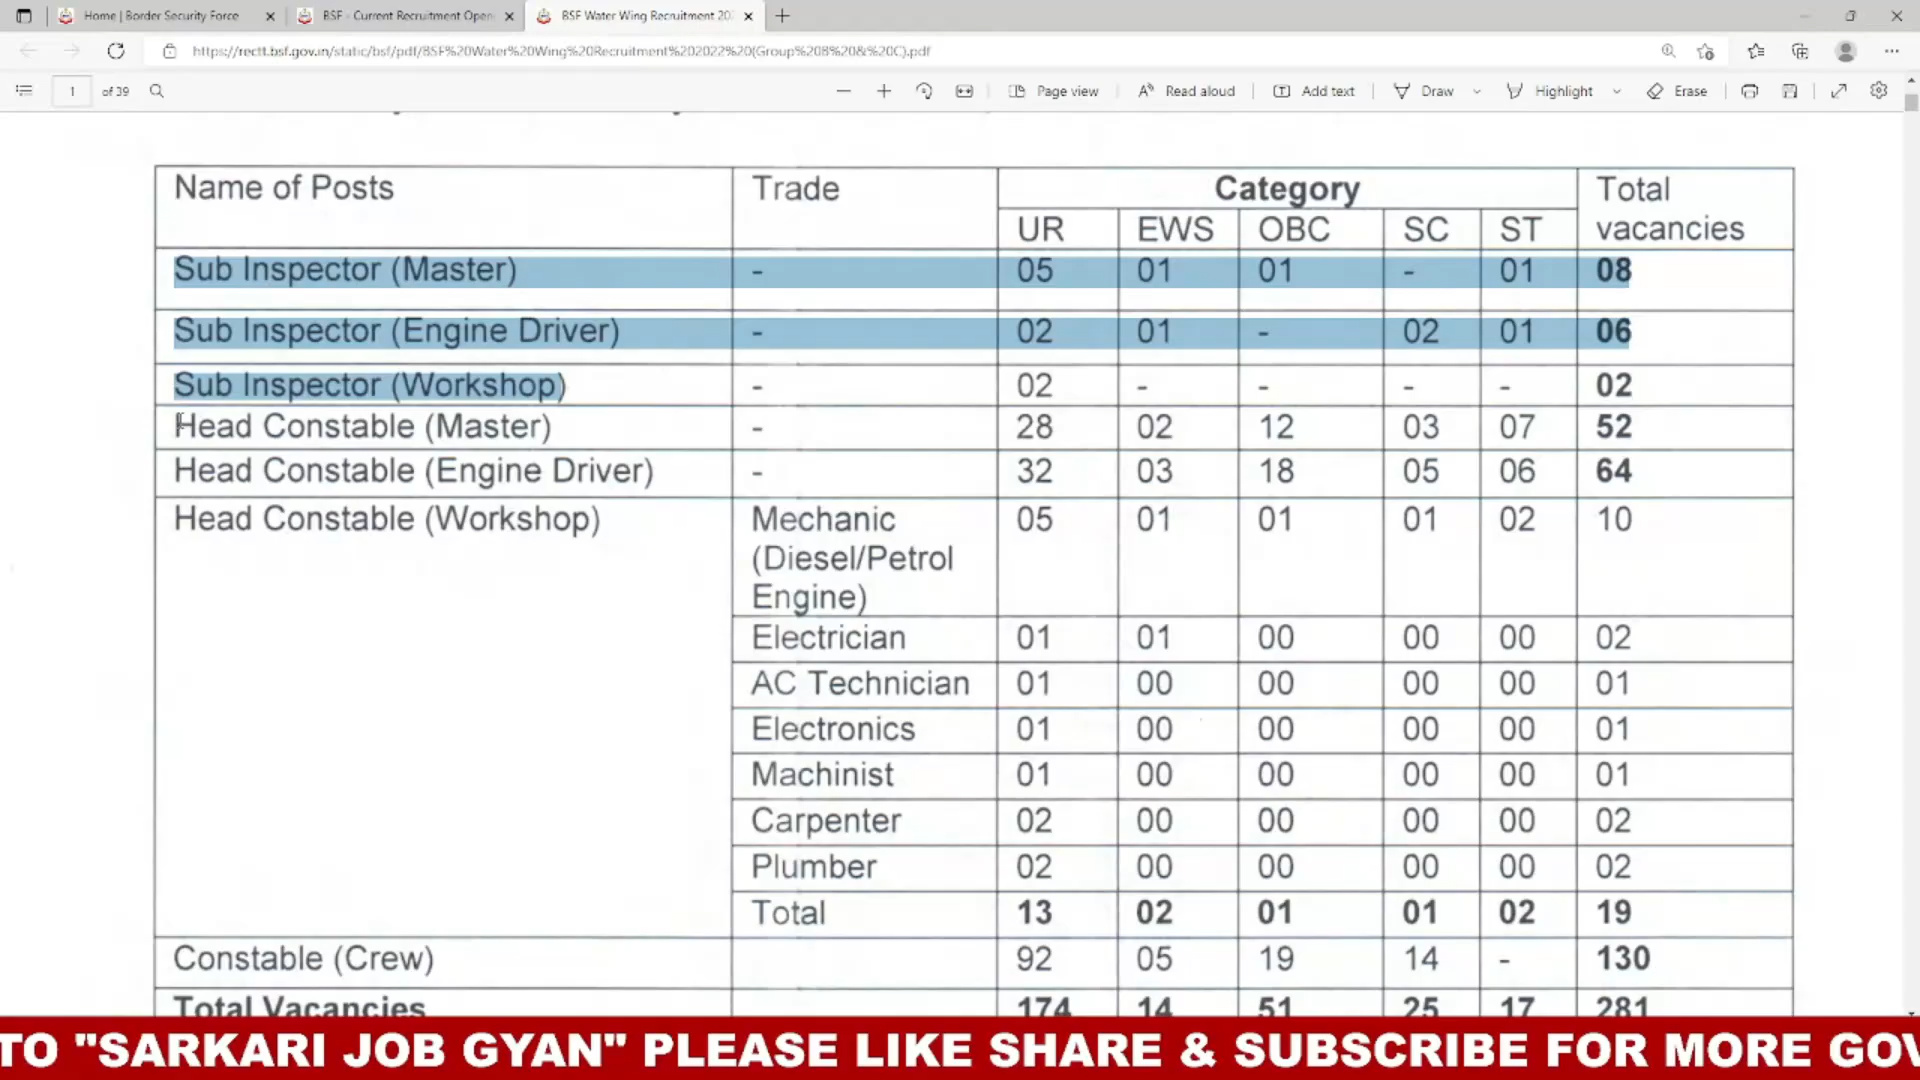 Home | Border Security Force
BSF - Current Recruitment Open
BSF Water Wing Recruitment 20
https://rectt.bsf.gov.in/static/bsf/pdf/BSF%20Water%20Wing%20Recruitment%202022%20(Group%20B%20&%20C).pdf
1 of 39 Page view Read aloud Add text Draw Highlight Erase
Name of Posts Trade Category Total vacancies
UR EWS OBC SC ST
Sub Inspector (Master) - 05 01 01 - 01 08
Sub Inspector (Engine Driver) - 02 01 - 02 01 06
Sub Inspector (Workshop) - 02 - - - - 02
Head Constable (Master) - 28 02 12 03 07 52
Head Constable (Engine Driver) - 32 03 18 05 06 64
Head Constable (Workshop) Mechanic (Diesel/Petrol Engine) 05 01 01 01 02 10
Electrician 01 01 00 00 00 02
AC Technician 01 00 00 00 00 01
Electronics 01 00 00 00 00 01
Machinist 01 00 00 00 00 01
Carpenter 02 00 00 00 00 02
Plumber 02 00 00 00 00 02
Total 13 02 01 01 02 19
Constable (Crew) 92 05 19 14 - 130
Total Vacancies 174 14 51 25 17 281
TO "SARKARI JOB GYAN" PLEASE LIKE SHARE & SUBSCRIBE FOR MORE GOV